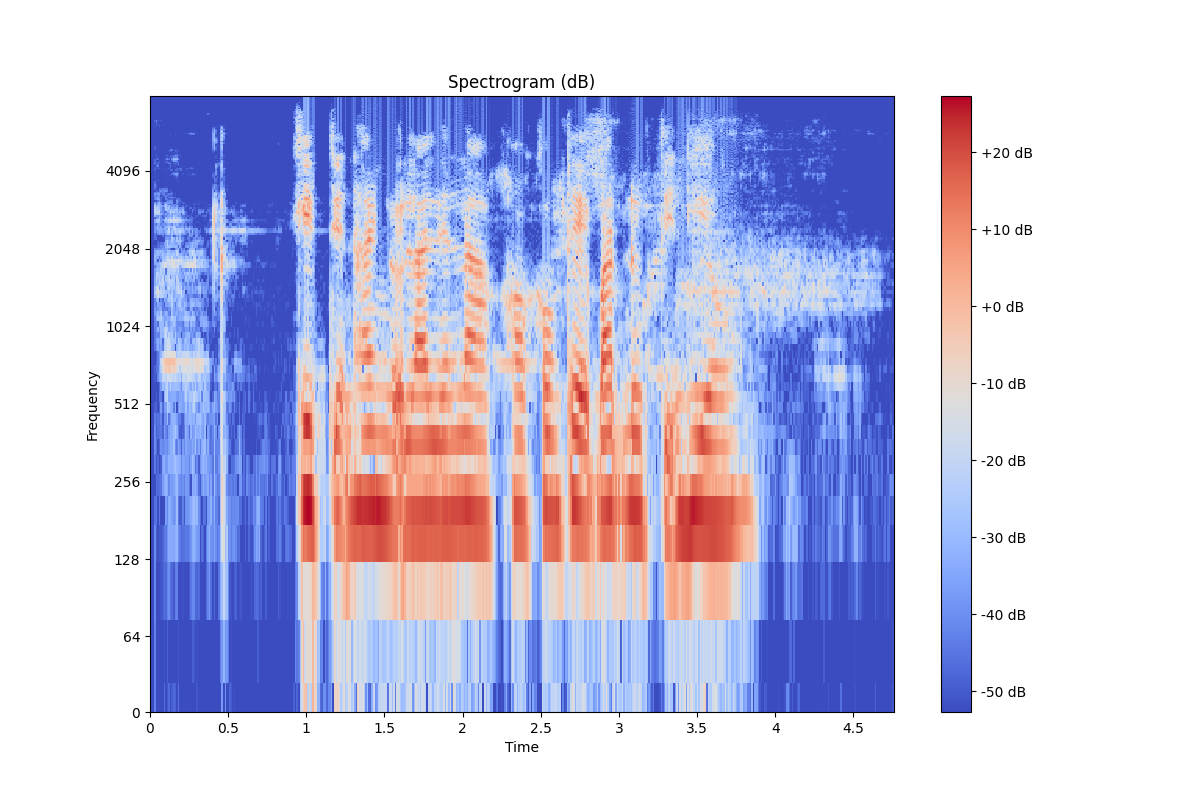 Spectrogram (dB)
Frequency
4096
2048
1024
512
256
128
64
0
0 0.5 1 1.5 2 2.5 3 3.5 4 4.5
Time
+20 dB
+10 dB
+0 dB
-10 dB
-20 dB
-30 dB
-40 dB
-50 dB